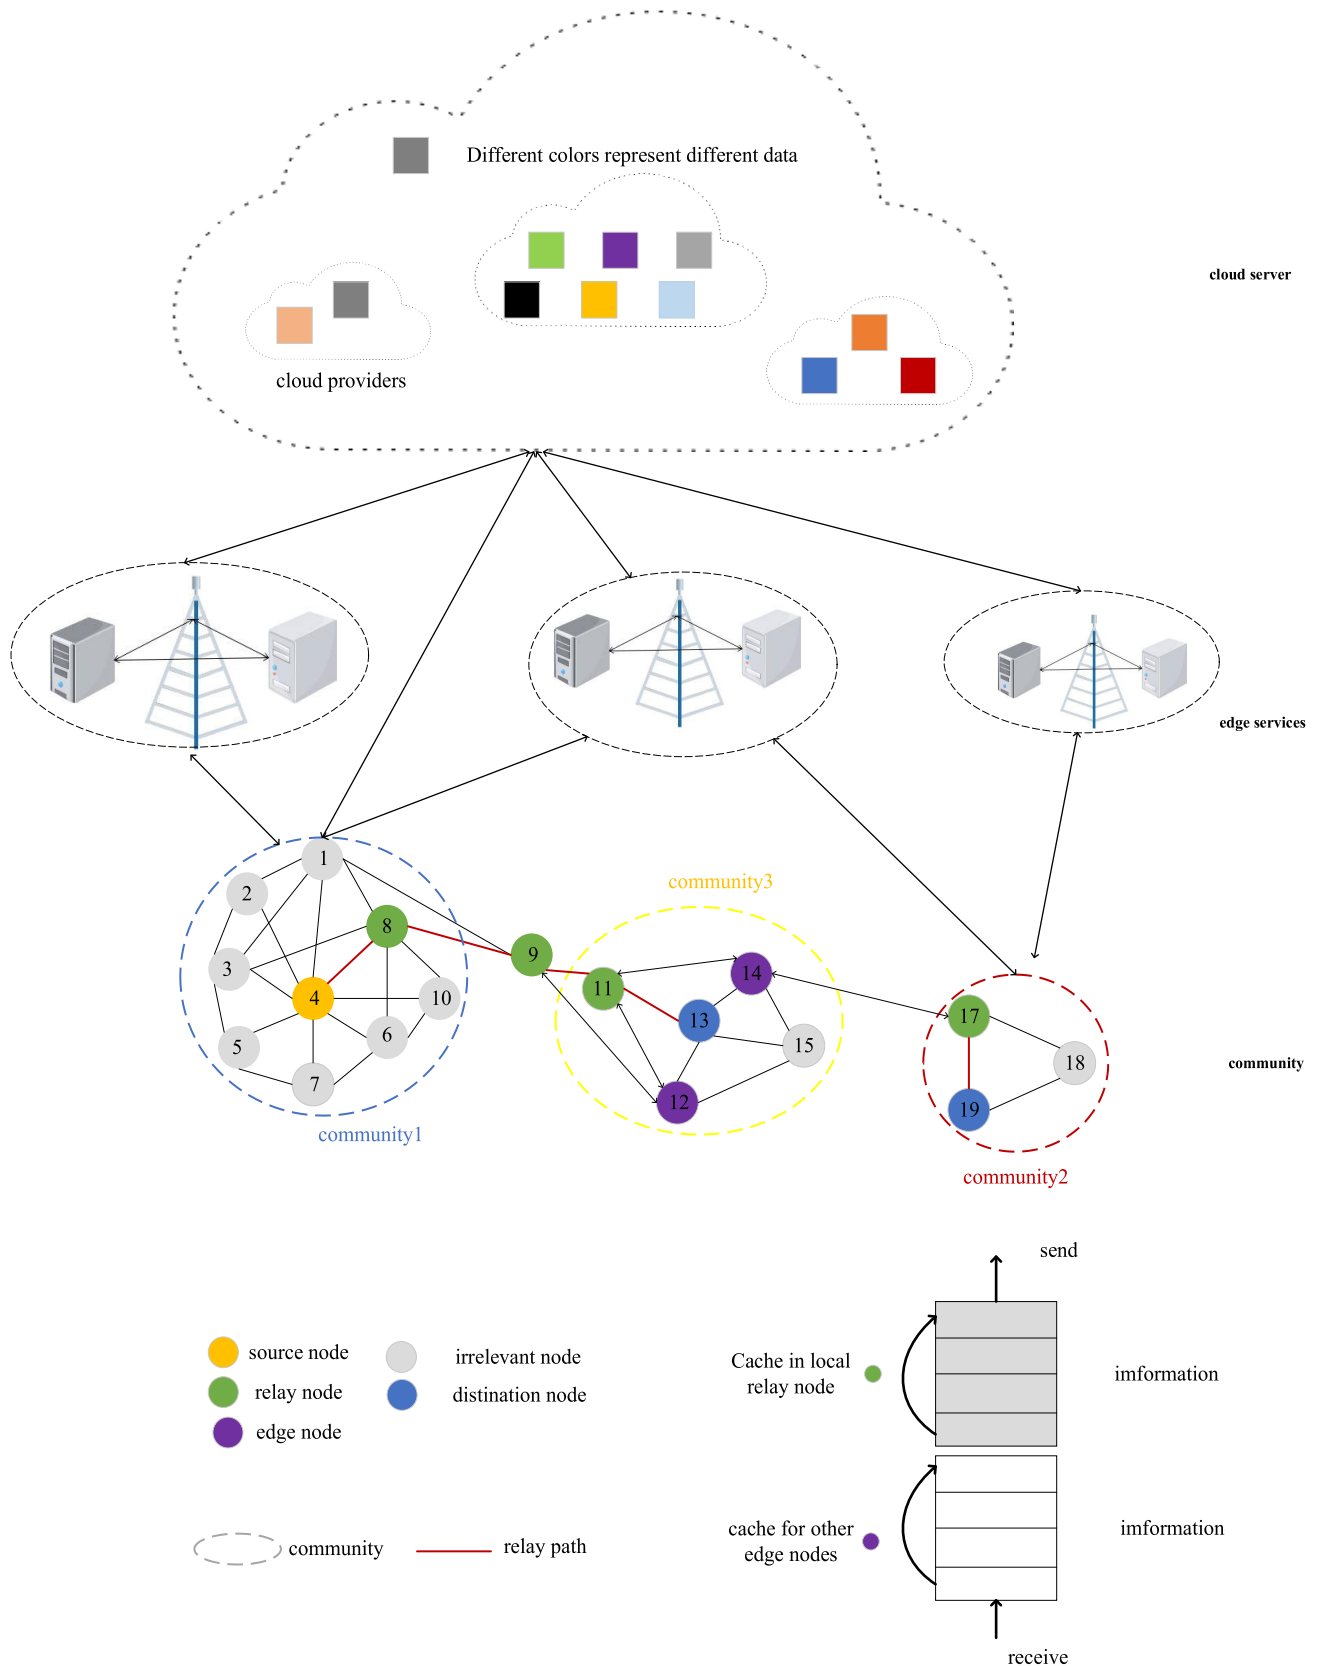 Different colors represent different data
cloud server
cloud providers
edge services
1
2
community3
8
9
3
14
11
4
10
17
13
6
15
5
18
community
7
12
19
community1
community2
send
source node
irrelevant node
Cache in local
relay node
imformation
relay node
distination node
edge node
cache for other
edge nodes
imformation
community
relay path
receive